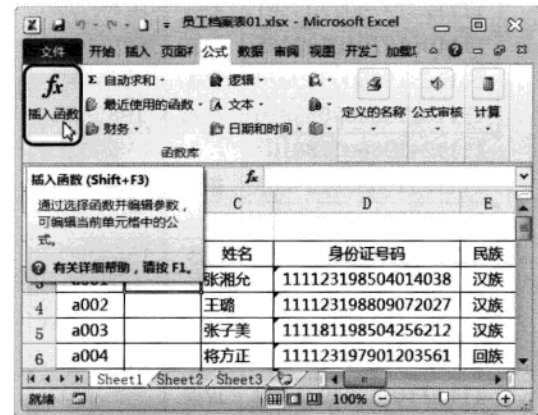 员工档案表01.xlsx - Microsoft Excel
文件 开始 插入 页面 公式 数据 审阅 视图 开发 加载
fx
插入函数
Σ 自动求和
最近使用的函数
财务
逻辑
A 文本
日期和时间
定义的名称
公式审核
计算
函数库
插入函数 (Shift+F3)
通过选择函数并编辑参数，
可编辑当前单元格中的公
式。
有关详细帮助，请按 F1。
fx
C D E
姓名 身份证号码 民族
张湘允 111123198504014038 汉族
4 a002 王璐 111123198809072027 汉族
5 a003 张子美 111181198504256212 汉族
6 a004 将方正 111123197901203561 回族
Sheet1 Sheet2 Sheet3
就绪 100%